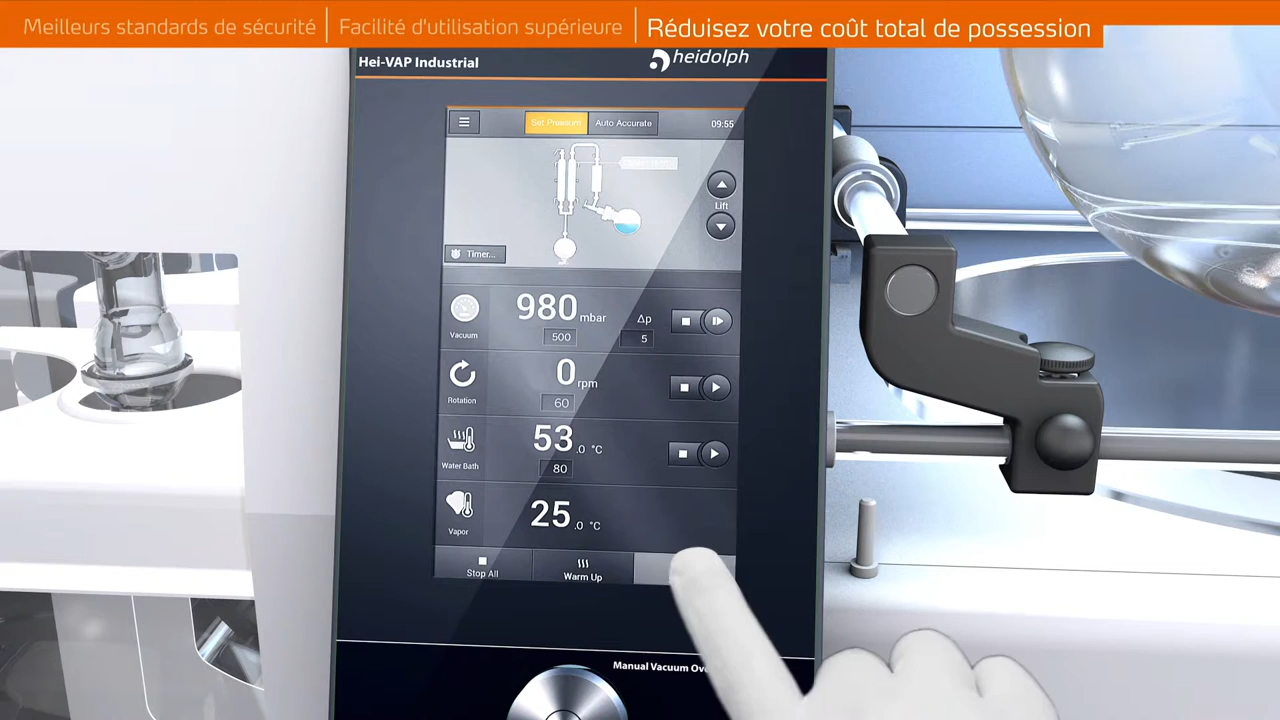 Meilleurs standards de sécurité | Facilité d'utilisation supérieure | Réduisez votre coût total de possession
Hei-VAP Industrial
heidolph
Set Pressure
Auto Accurate
09:55
Lift
Timer...
980 mbar
Δp
Vacuum
500
5
0 rpm
Rotation
60
53.0 °C
Water Bath
80
25.0 °C
Vapor
Stop All
Warm Up
Manual Vacuum